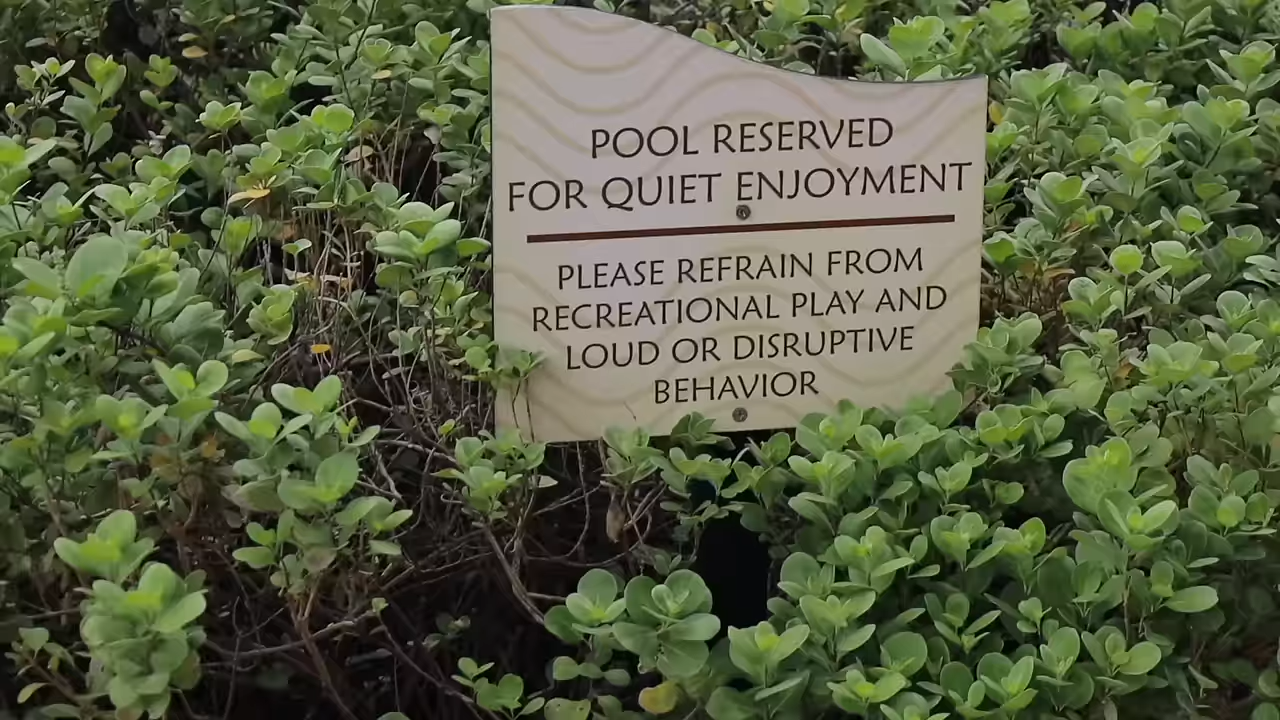 POOL RESERVED
FOR QUIET ENJOYMENT
PLEASE REFRAIN FROM
RECREATIONAL PLAY AND
LOUD OR DISRUPTIVE
BEHAVIOR